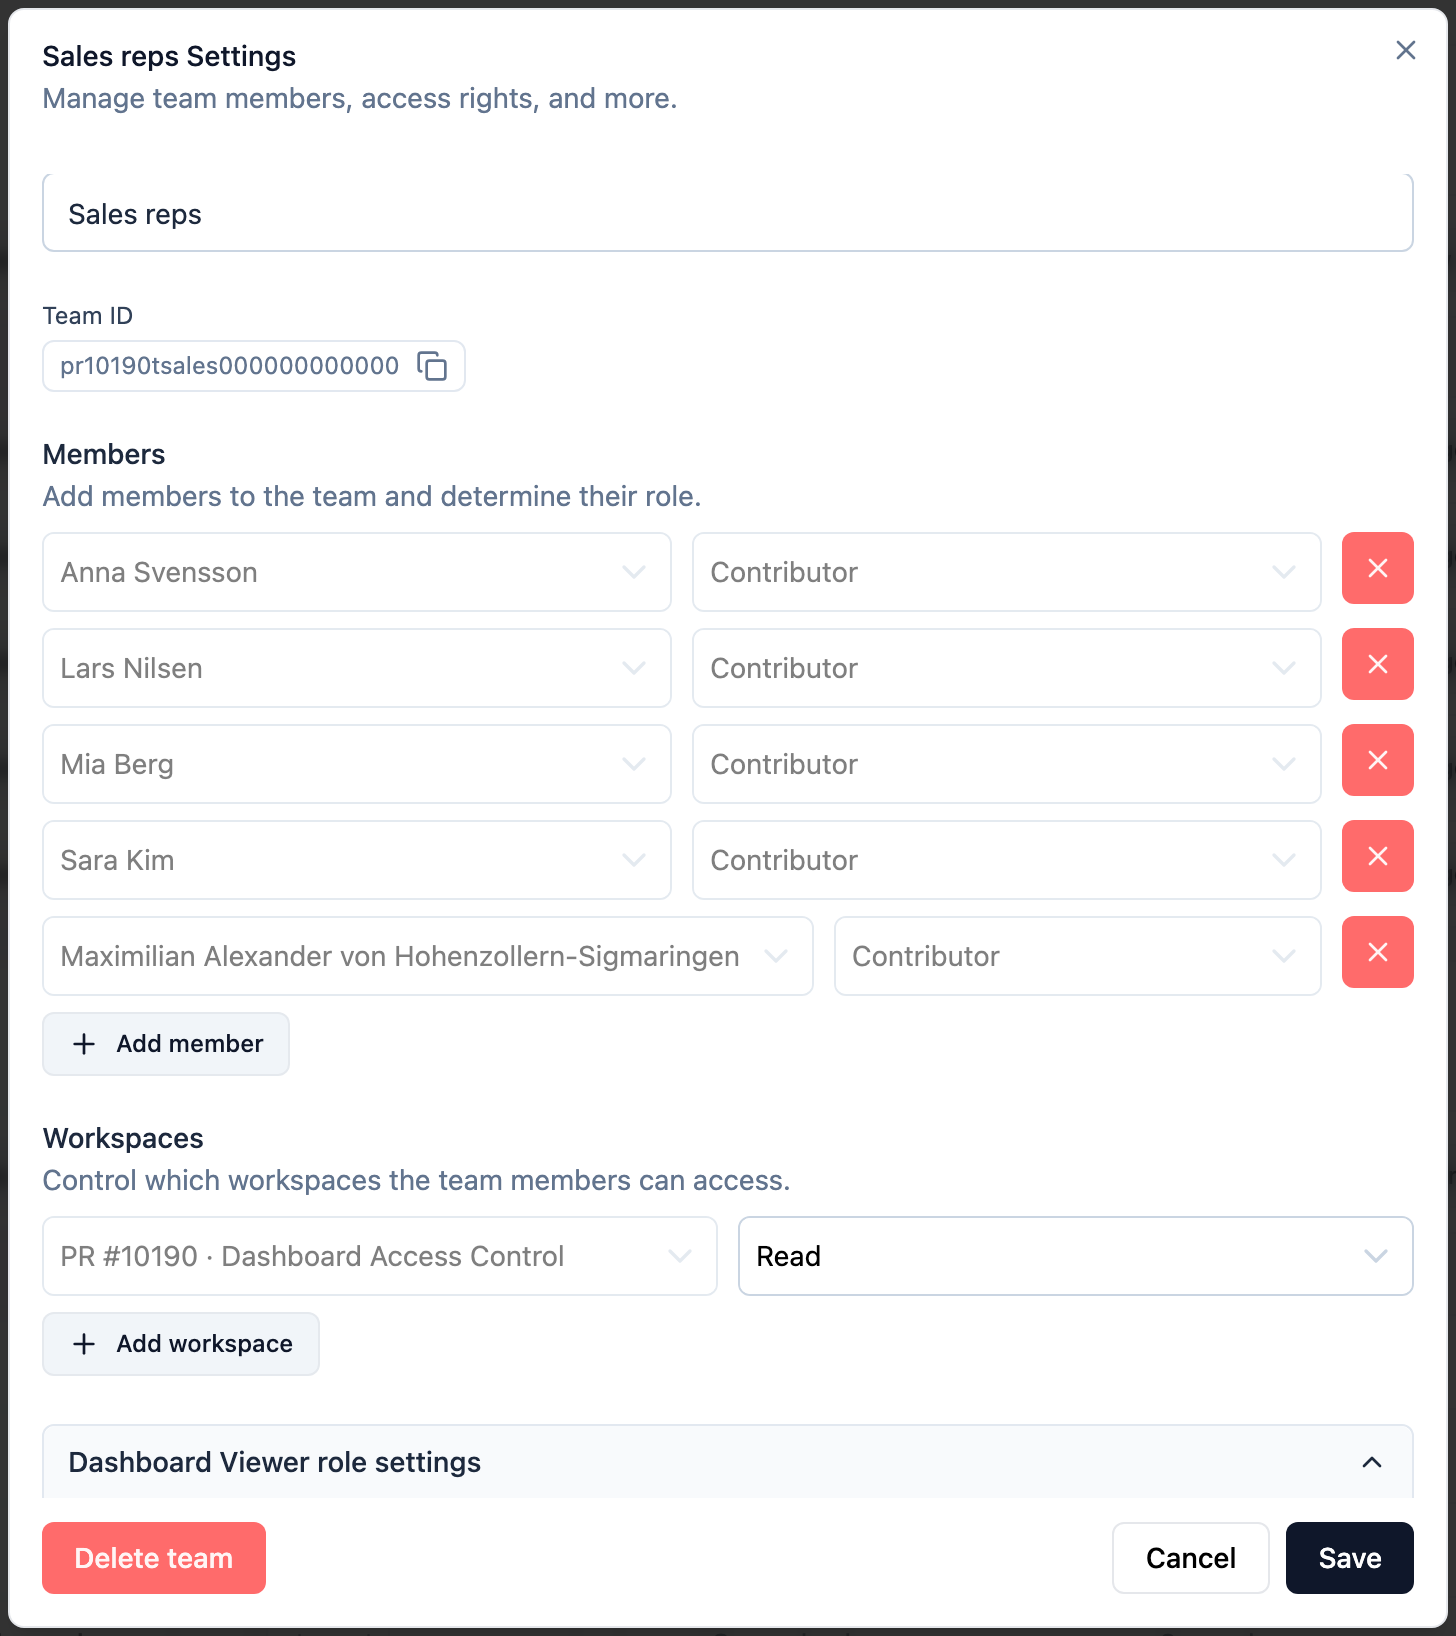 Sales reps Settings
Manage team members, access rights, and more.
Sales reps
Team ID
pr10190tsales000000000000
Members
Add members to the team and determine their role.
Anna Svensson Contributor
Lars Nilsen Contributor
Mia Berg Contributor
Sara Kim Contributor
Maximilian Alexander von Hohenzollern-Sigmaringen Contributor
Add member
Workspaces
Control which workspaces the team members can access.
PR #10190 · Dashboard Access Control Read
Add workspace
Dashboard Viewer role settings
Delete team Cancel Save